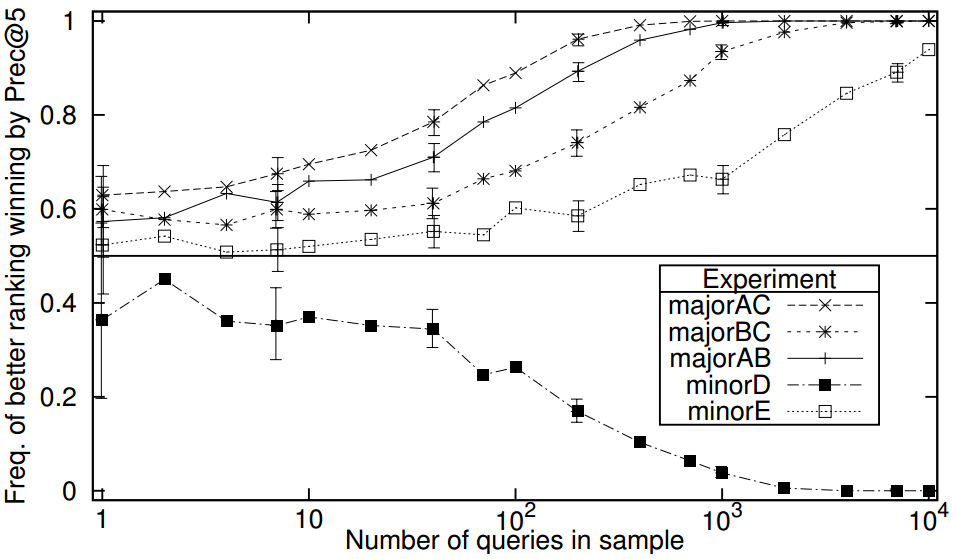 Freq. of better ranking winning by Prec@5
1
0.8
0.6
0.4
0.2
0
Experiment
majorAC
majorBC
majorAB
minorD
minorE
1 10 10² 10³ 10⁴
Number of queries in sample